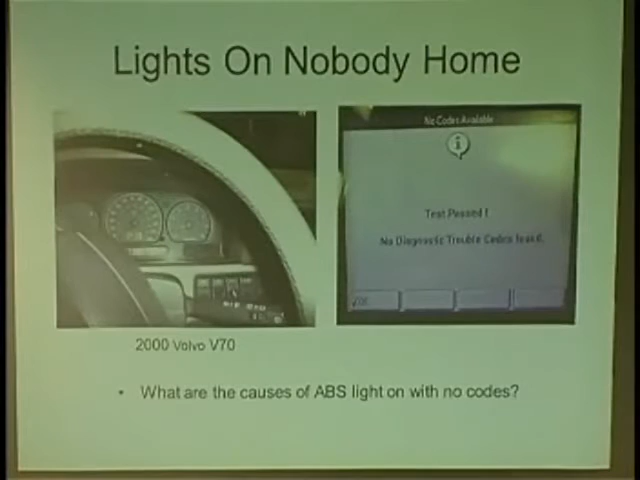 Lights On Nobody Home
No Codes Available
Test Passed !
No Diagnostic Trouble Codes found.
OK
2000 Volvo V70
• What are the causes of ABS light on with no codes?